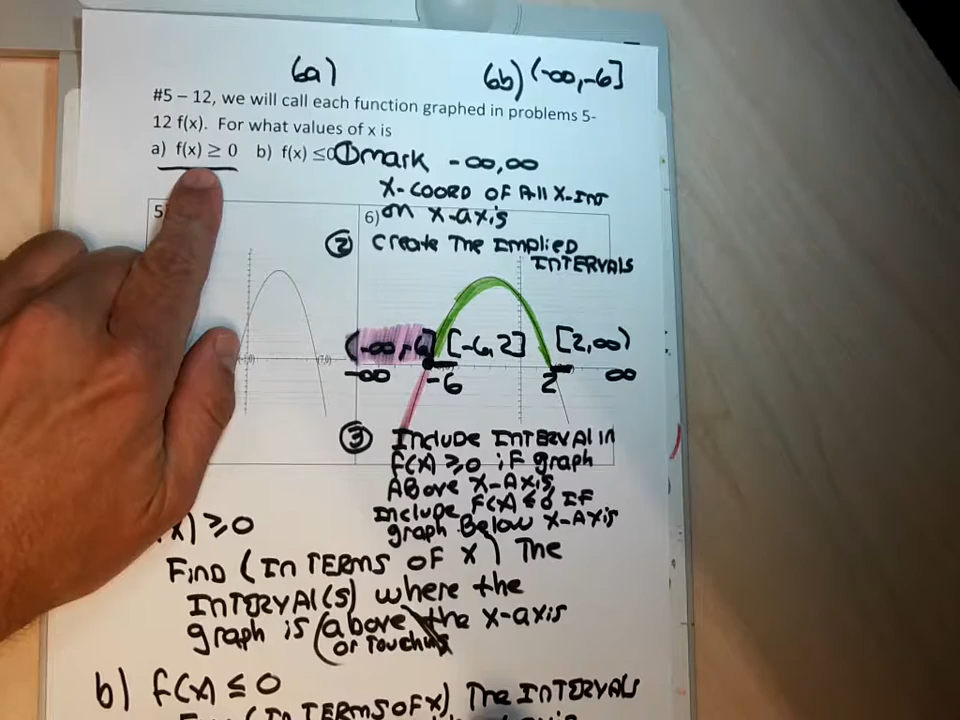 6a)
6b) (-∞,-6]
#5 – 12, we will call each function graphed in problems 5-
12 f(x). For what values of x is
a) f(x) ≥ 0 b) f(x) ≤0 ① mark -∞,∞
X-COORD OF All X-INT
on x-axis
5
6)
② Create The Implied
INTERVALS
(-∞,-6] [-6,2] [2,∞)
(7,0)
-∞ -6 2 ∞
③ Include INTERVAL in
F(X) ≥0 iF graph
Above X-Axis
Include F(X) ≤ 0 IF
graph Below X-AXis
x) ≥0
Find (In TERMS OF X) The
INTERVAl(S) where the
graph is (above the x-axis
or Touching
b) f(x) ≤ 0
Find (In TERMS OF X) The INTERVALS